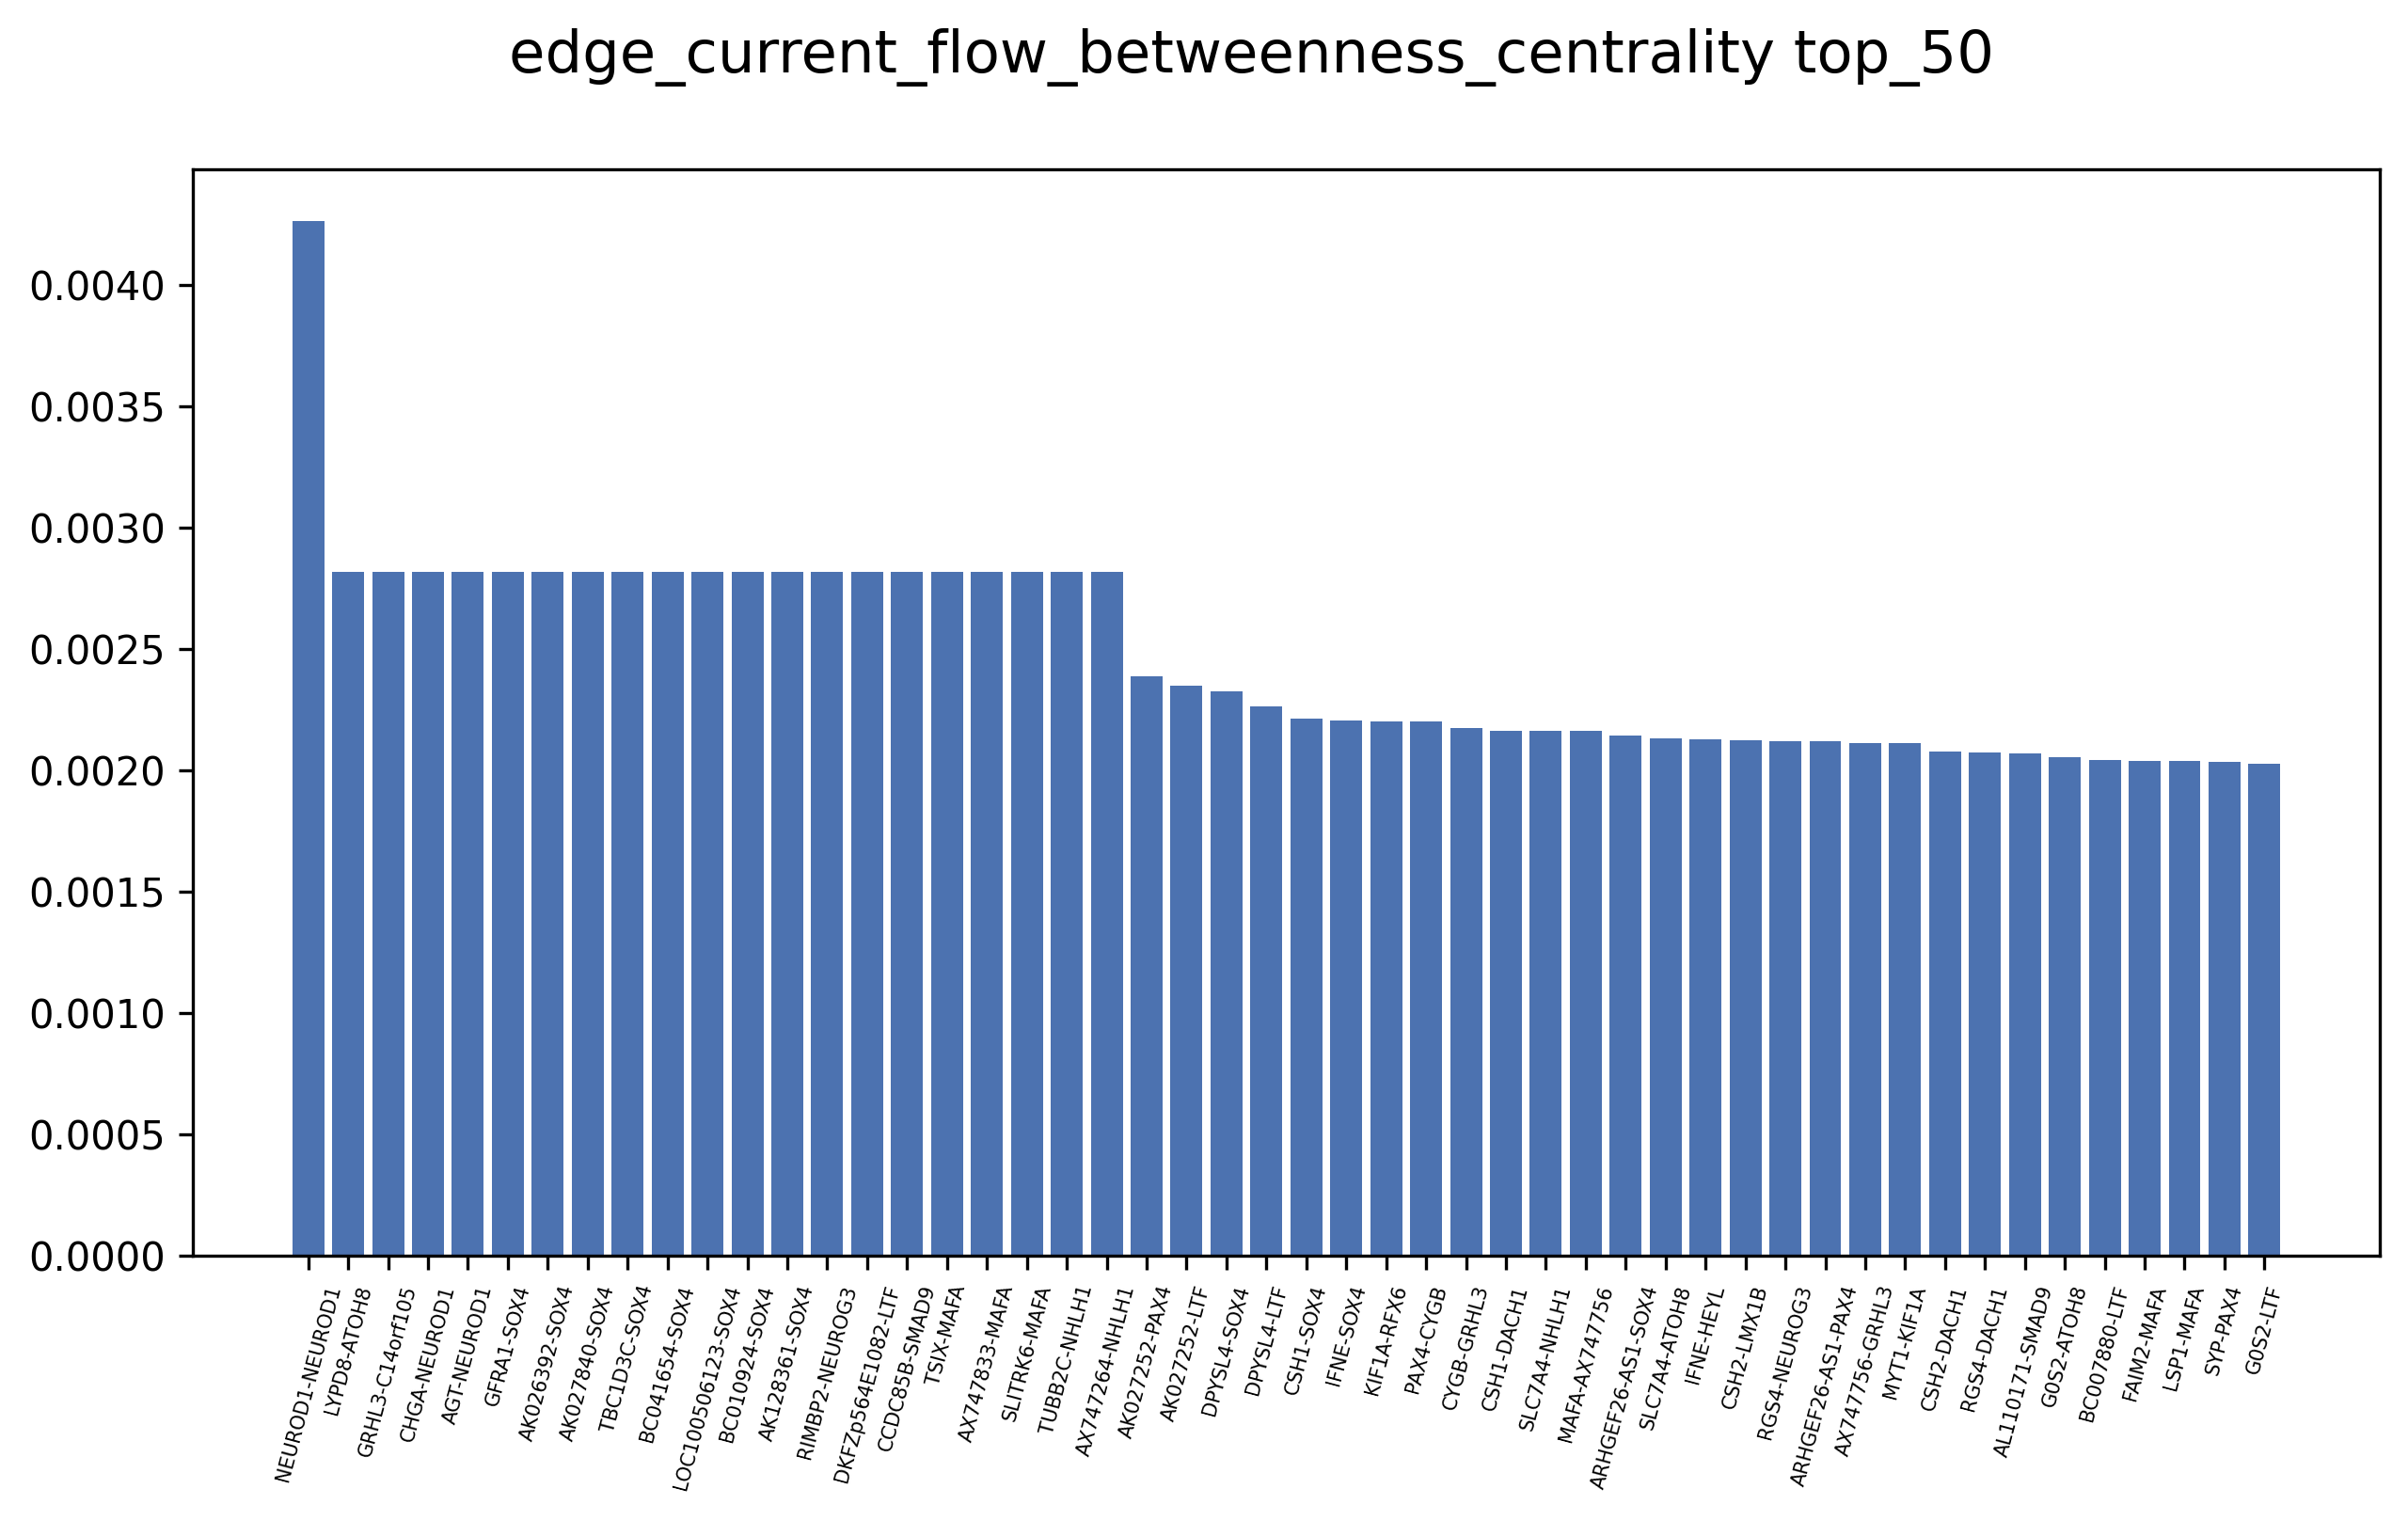 edge_current_flow_betweenness_centrality top_50
0.0040
0.0035
0.0030
0.0025
0.0020
0.0015
0.0010
0.0005
0.0000
NEUROD1-NEUROD1
LYPD8-ATOH8
GRHL3-C14orf105
CHGA-NEUROD1
AGT-NEUROD1
GFRA1-SOX4
AK026392-SOX4
AK027840-SOX4
TBC1D3C-SOX4
BC041654-SOX4
LOC100506123-SOX4
BC010924-SOX4
AK128361-SOX4
RIMBP2-NEUROG3
DKFZp564E1082-LTF
CCDC85B-SMAD9
TSIX-MAFA
AX747833-MAFA
SLITRK6-MAFA
TUBB2C-NHLH1
AX747264-NHLH1
AK027252-PAX4
AK027252-LTF
DPYSL4-SOX4
DPYSL4-LTF
CSH1-SOX4
IFNE-SOX4
KIF1A-RFX6
PAX4-CYGB
CYGB-GRHL3
CSH1-DACH1
SLC7A4-NHLH1
MAFA-AX747756
ARHGEF26-AS1-SOX4
SLC7A4-ATOH8
IFNE-HEYL
CSH2-LMX1B
RGS4-NEUROG3
ARHGEF26-AS1-PAX4
AX747756-GRHL3
MYT1-KIF1A
CSH2-DACH1
RGS4-DACH1
AL110171-SMAD9
G0S2-ATOH8
BC007880-LTF
FAIM2-MAFA
LSP1-MAFA
SYP-PAX4
G0S2-LTF